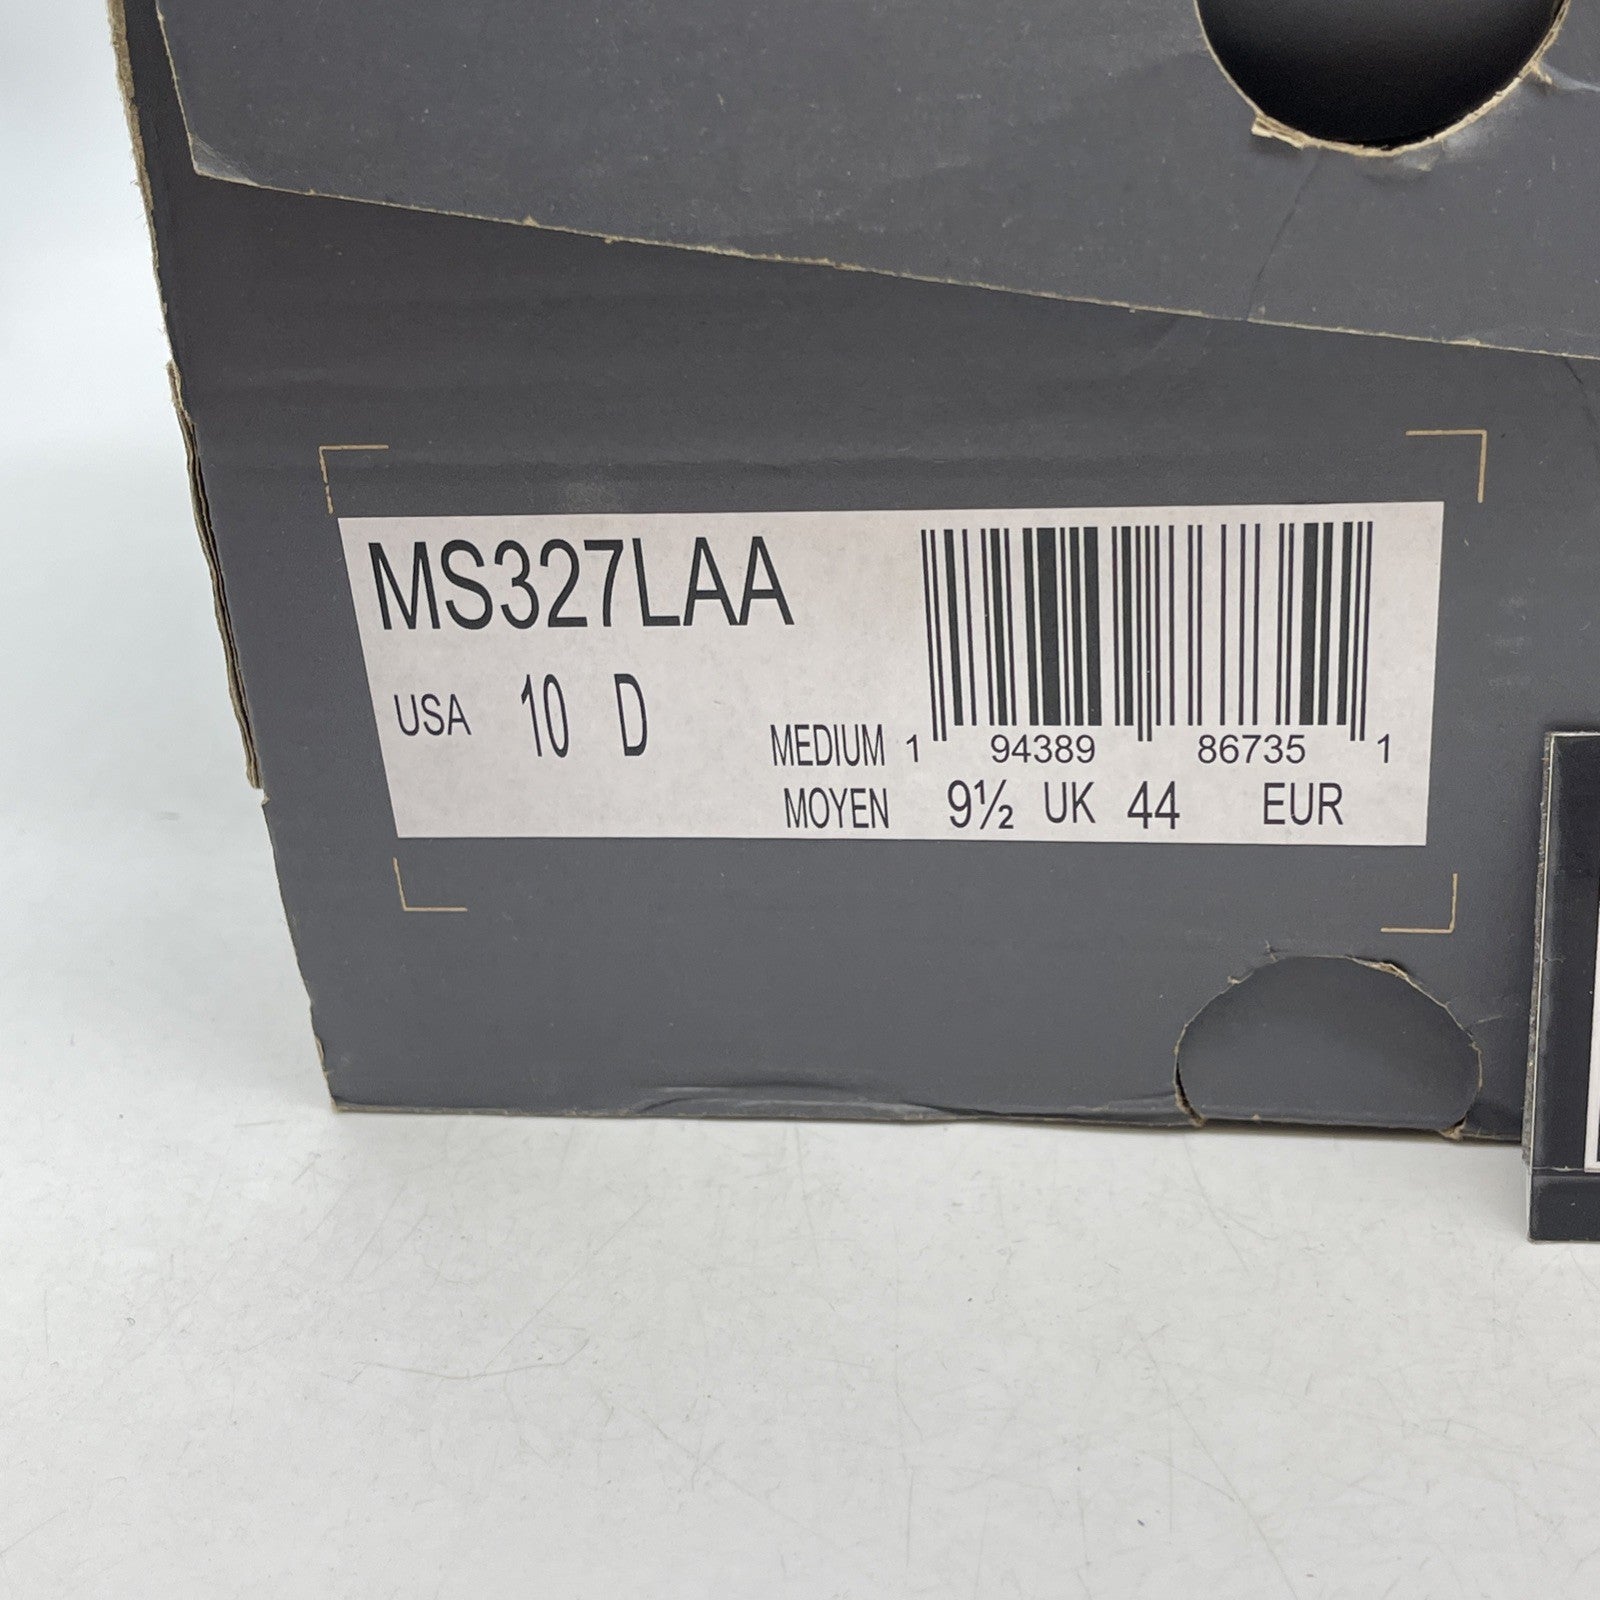 MS327LAA
USA 10 D
MEDIUM 1 94389 86735 1
MOYEN 9½ UK 44 EUR